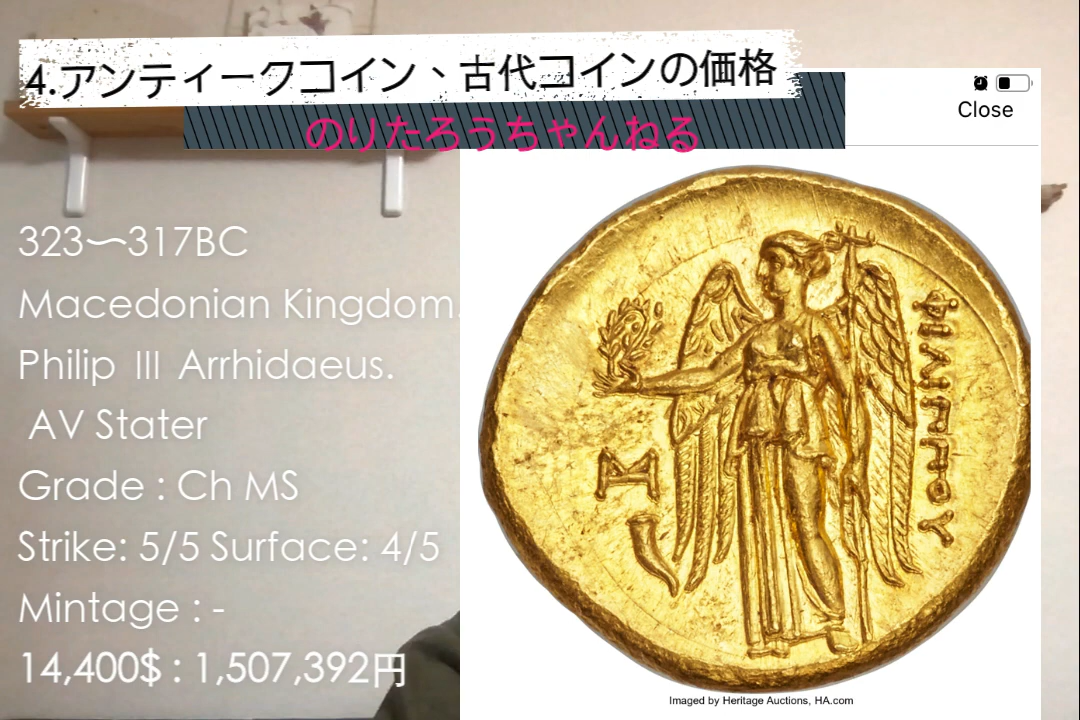 4.アンティークコイン、古代コインの価格
のりたろうちゃんねる
Close
323〜317BC
Macedonian Kingdom.
Philip Ⅲ Arrhidaeus.
AV Stater
Grade : Ch MS
Strike: 5/5 Surface: 4/5
Mintage : -
14,400$ : 1,507,392円
ΦΙΛΙΠΠΟΥ
Μ
Imaged by Heritage Auctions, HA.com